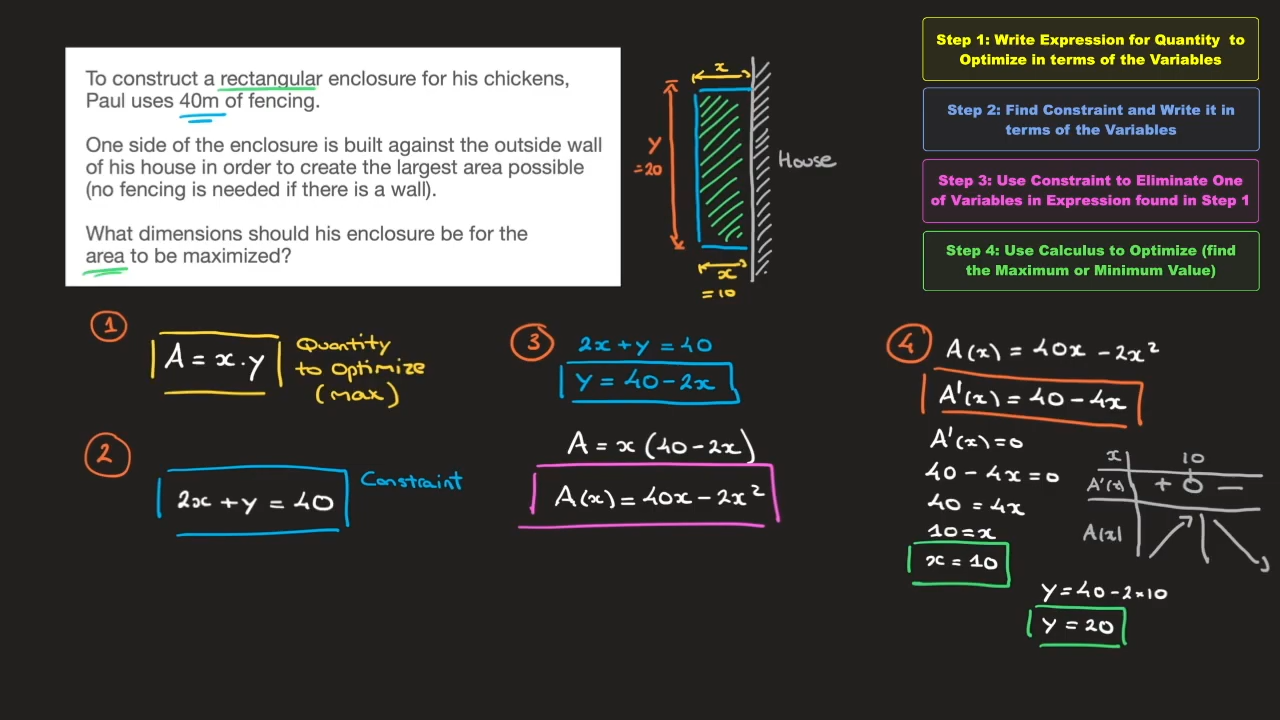 To construct a rectangular enclosure for his chickens,
Paul uses 40m of fencing.
One side of the enclosure is built against the outside wall
of his house in order to create the largest area possible
(no fencing is needed if there is a wall).
What dimensions should his enclosure be for the
area to be maximized?
x
Y
= 20
House
x
= 10
Step 1: Write Expression for Quantity to
Optimize in terms of the Variables
Step 2: Find Constraint and Write it in
terms of the Variables
Step 3: Use Constraint to Eliminate One
of Variables in Expression found in Step 1
Step 4: Use Calculus to Optimize (find
the Maximum or Minimum Value)
1
A = x · y
Quantity
to Optimize
(max)
2
2x + y = 40
Constraint
3
2x + y = 40
Y = 40 - 2x
A = x (40 - 2x)
A(x) = 40x - 2x²
4
A(x) = 40x - 2x²
A'(x) = 40 - 4x
A'(x) = 0
40 - 4x = 0
40 = 4x
10 = x
x = 10
x 10
A'(x) + 0 -
A(x)
Y = 40 - 2×10
Y = 20